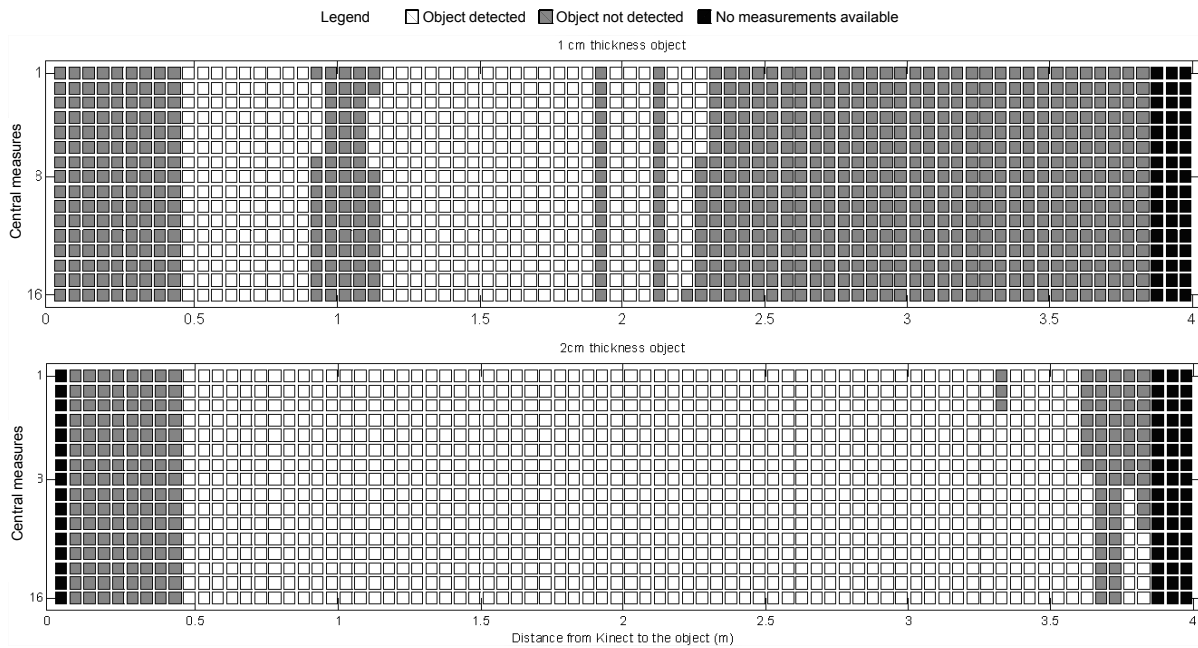 Legend Object detected Object not detected No measurements available
1 cm thickness object
Central measures
1
8
16
0 0.5 1 1.5 2 2.5 3 3.5 4
2cm thickness object
Central measures
1
3
16
0 0.5 1 1.5 2 2.5 3 3.5 4
Distance from Kinect to the object (m)